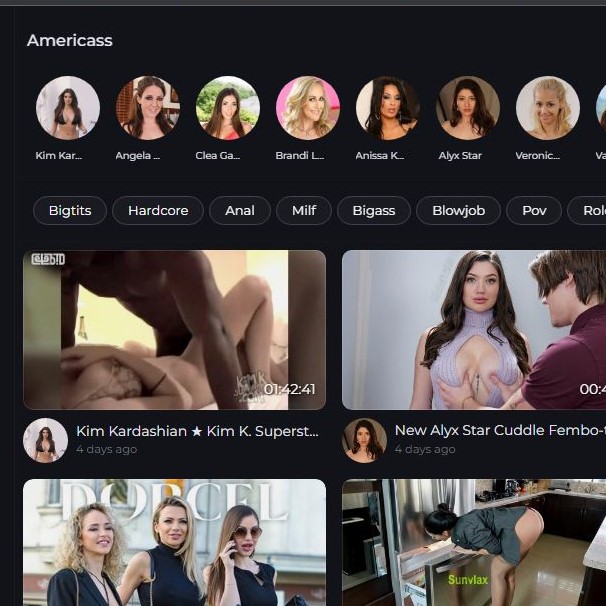 Americass
Kim Kar...
Angela ...
Clea Ga...
Brandi L...
Anissa K...
Alyx Star
Veronic...
Va
Bigtits
Hardcore
Anal
Milf
Bigass
Blowjob
Pov
Rol
01:42:41
00:4
Kim Kardashian ★ Kim K. Superst...
4 days ago
New Alyx Star Cuddle Fembo-t
4 days ago
DORCEL
Sunvlax